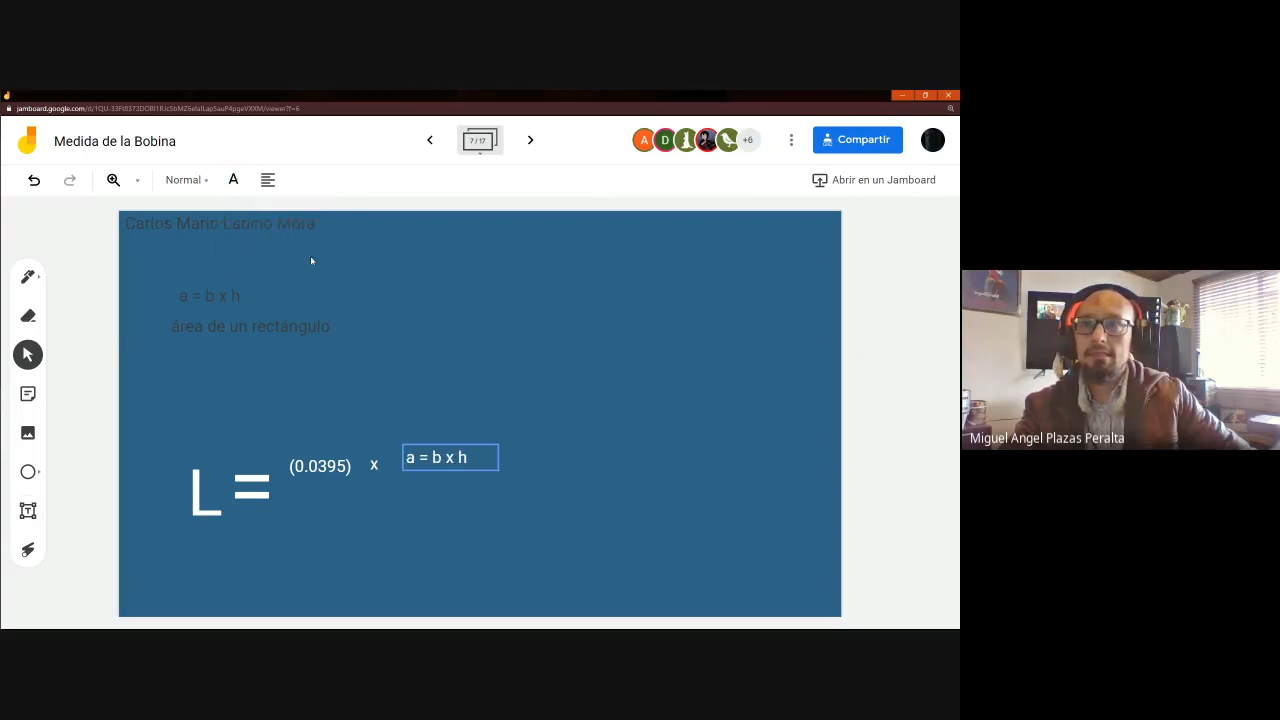 Medida de la Bobina
7 / 17
A
D
+6
Compartir
Normal
A
Abrir en un Jamboard
Carlos Mario Latino Mora
a = b x h
área de un rectángulo
L = (0.0395) x a = b x h
Miguel Angel Plazas Peralta